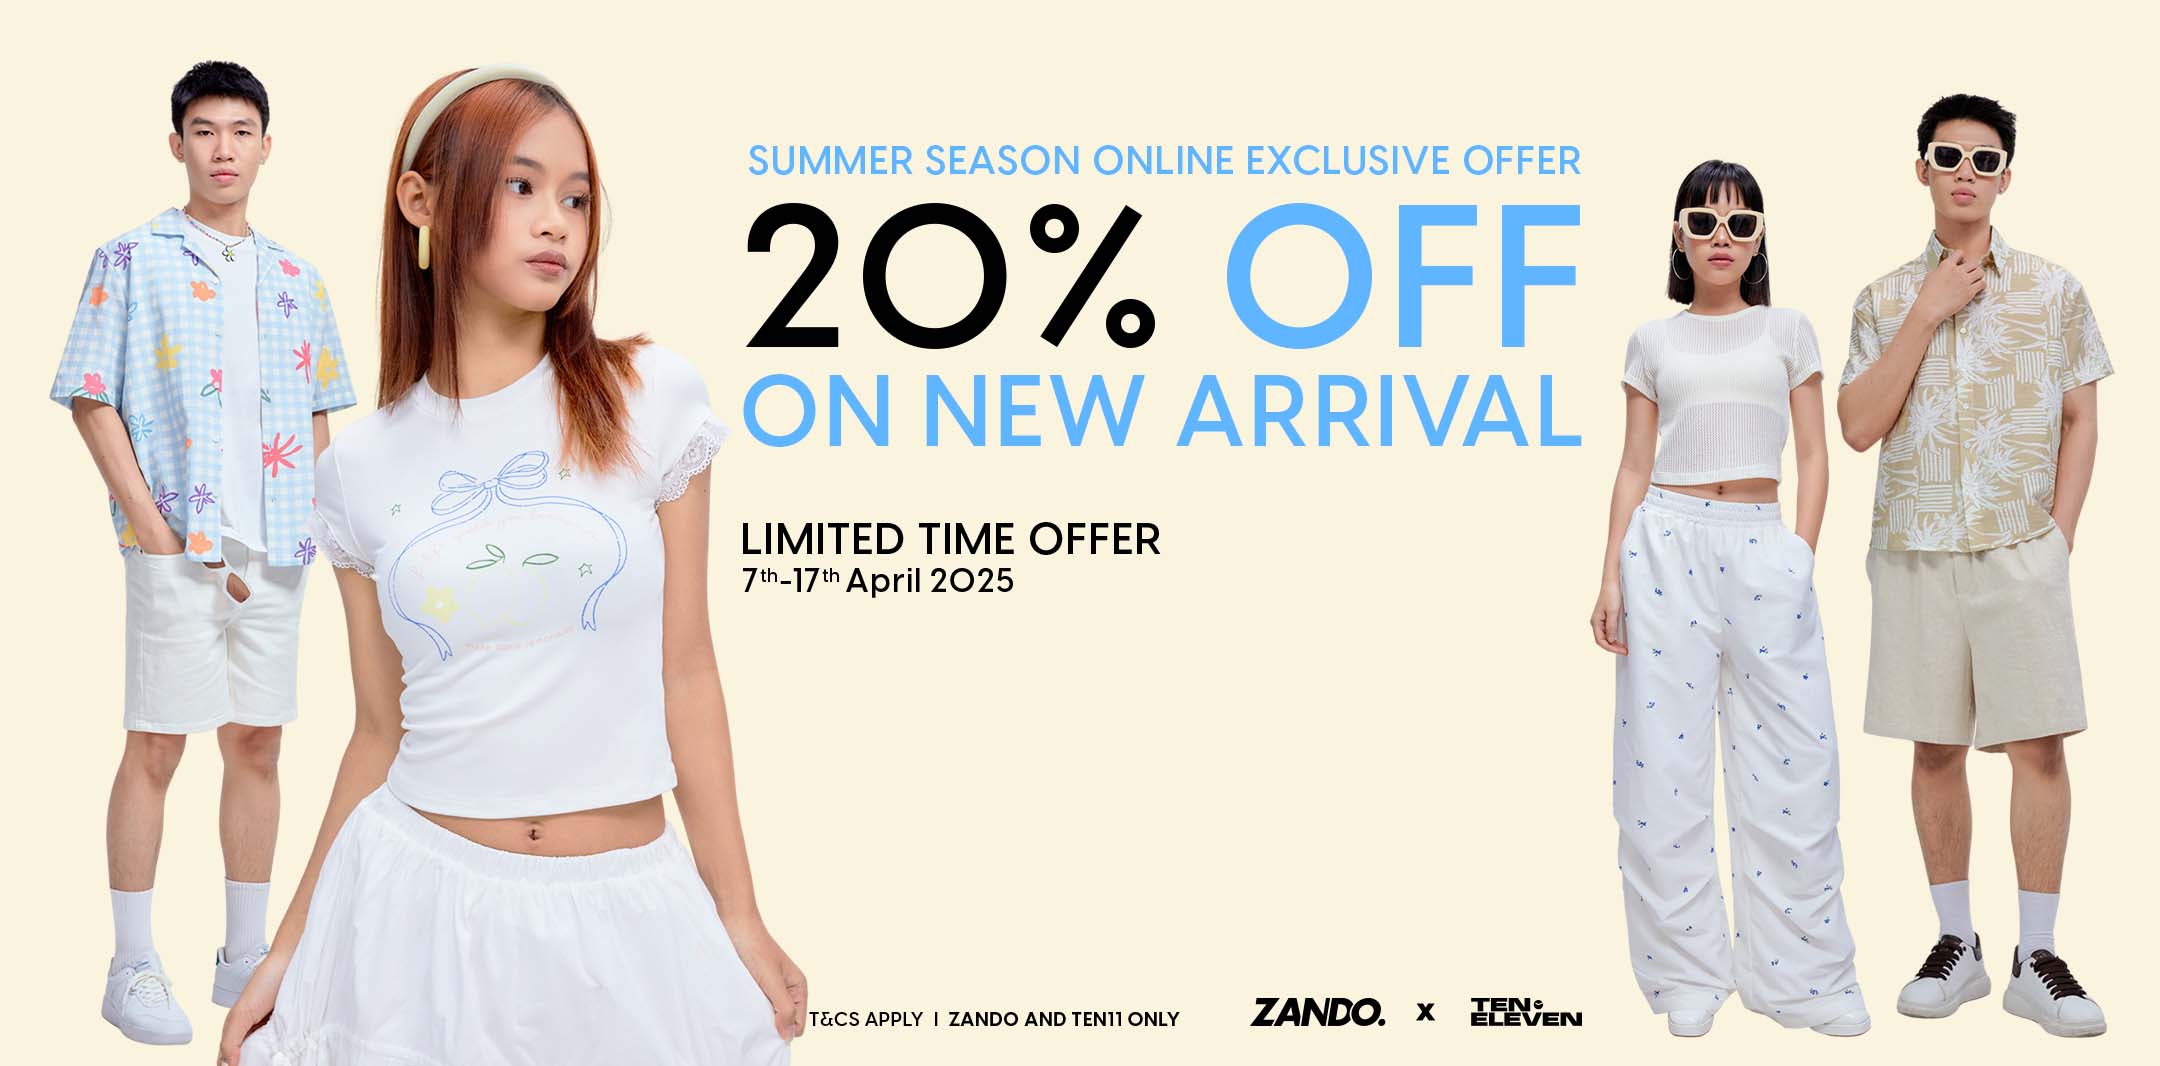 SUMMER SEASON ONLINE EXCLUSIVE OFFER
20% OFF
ON NEW ARRIVAL
LIMITED TIME OFFER
7th-17th April 2025
T&CS APPLY | ZANDO AND TEN11 ONLY
ZANDO. X TEN ELEVEN